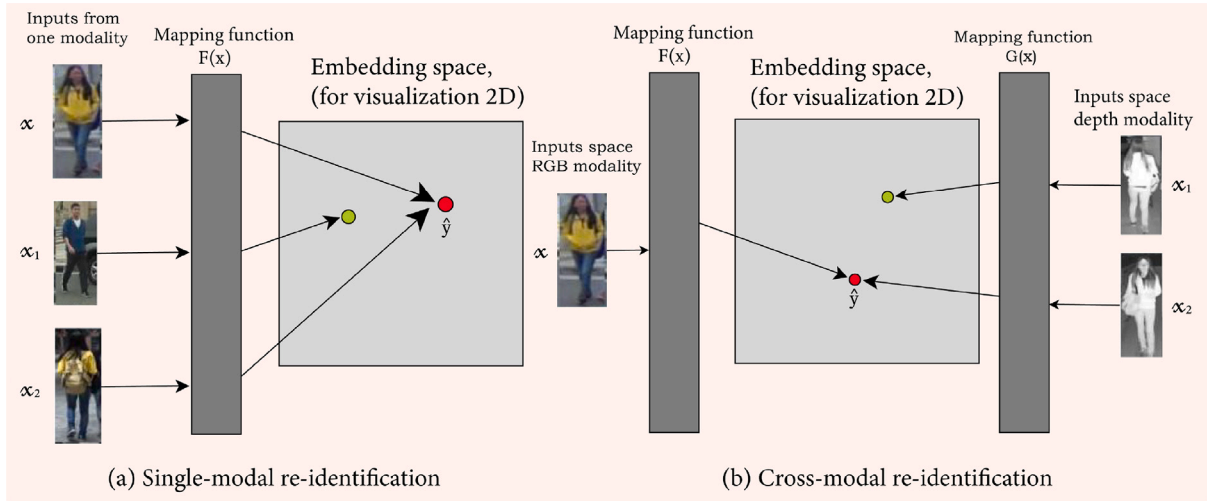 Inputs from
one modality
Mapping function
F(x)
Embedding space,
(for visualization 2D)
x
x₁
x₂
ŷ
(a) Single-modal re-identification
Mapping function
F(x)
Embedding space,
(for visualization 2D)
Mapping function
G(x)
Inputs space
RGB modality
x
Inputs space
depth modality
x₁
x₂
ŷ
(b) Cross-modal re-identification